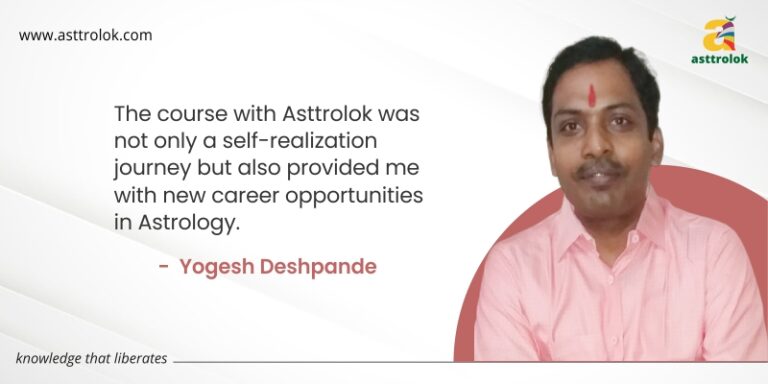 www.asttrolok.com
asttrolok
The course with Asttrolok was
not only a self-realization
journey but also provided me
with new career opportunities
in Astrology.
- Yogesh Deshpande
knowledge that liberates